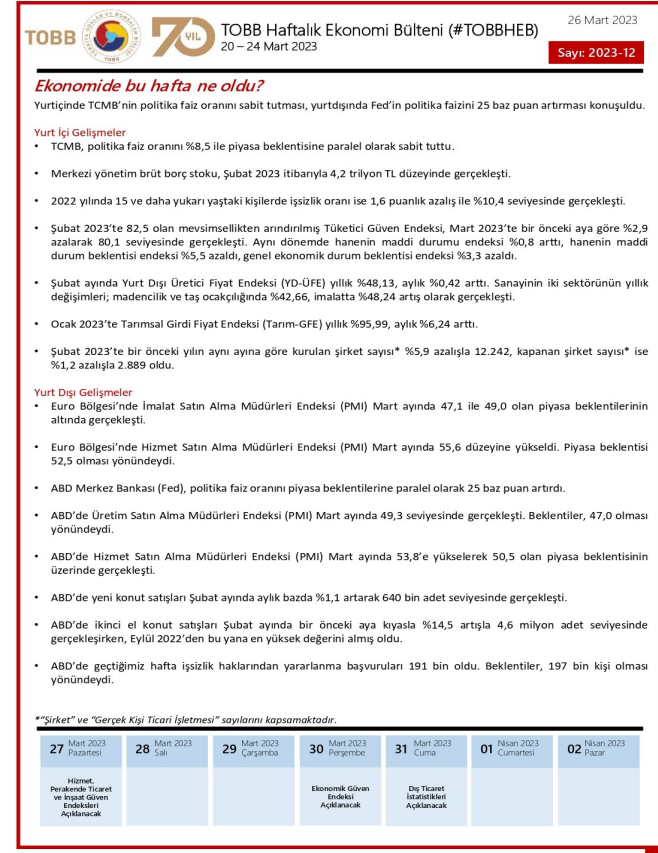 TOBB
TOBB
70 YIL
TOBB Haftalık Ekonomi Bülteni (#TOBBHEB)
20 – 24 Mart 2023
26 Mart 2023
Sayı: 2023-12
Ekonomide bu hafta ne oldu?
Yurtiçinde TCMB’nin politika faiz oranını sabit tutması, yurtdışında Fed’in politika faizini 25 baz puan artırması konuşuldu.
Yurt İçi Gelişmeler
• TCMB, politika faiz oranını %8,5 ile piyasa beklentisine paralel olarak sabit tuttu.
• Merkezi yönetim brüt borç stoku, Şubat 2023 itibarıyla 4,2 trilyon TL düzeyinde gerçekleşti.
• 2022 yılında 15 ve daha yukarı yaştaki kişilerde işsizlik oranı ise 1,6 puanlık azalış ile %10,4 seviyesinde gerçekleşti.
• Şubat 2023’te 82,5 olan mevsimsellikten arındırılmış Tüketici Güven Endeksi, Mart 2023’te bir önceki aya göre %2,9
azalarak 80,1 seviyesinde gerçekleşti. Aynı dönemde hanenin maddi durumu endeksi %0,8 arttı, hanenin maddi
durum beklentisi endeksi %5,5 azaldı, genel ekonomik durum beklentisi endeksi %3,3 azaldı.
• Şubat ayında Yurt Dışı Üretici Fiyat Endeksi (YD-ÜFE) yıllık %48,13, aylık %0,42 arttı. Sanayinin iki sektörünün yıllık
değişimleri; madencilik ve taş ocakçılığında %42,66, imalatta %48,24 artış olarak gerçekleşti.
• Ocak 2023’te Tarımsal Girdi Fiyat Endeksi (Tarım-GFE) yıllık %95,99, aylık %6,24 arttı.
• Şubat 2023’te bir önceki yılın aynı ayına göre kurulan şirket sayısı* %5,9 azalışla 12.242, kapanan şirket sayısı* ise
%1,2 azalışla 2.889 oldu.
Yurt Dışı Gelişmeler
• Euro Bölgesi’nde İmalat Satın Alma Müdürleri Endeksi (PMI) Mart ayında 47,1 ile 49,0 olan piyasa beklentilerinin
altında gerçekleşti.
• Euro Bölgesi’nde Hizmet Satın Alma Müdürleri Endeksi (PMI) Mart ayında 55,6 düzeyine yükseldi. Piyasa beklentisi
52,5 olması yönündeydi.
• ABD Merkez Bankası (Fed), politika faiz oranını piyasa beklentilerine paralel olarak 25 baz puan artırdı.
• ABD’de Üretim Satın Alma Müdürleri Endeksi (PMI) Mart ayında 49,3 seviyesinde gerçekleşti. Beklentiler, 47,0 olması
yönündeydi.
• ABD’de Hizmet Satın Alma Müdürleri Endeksi (PMI) Mart ayında 53,8’e yükselerek 50,5 olan piyasa beklentisinin
üzerinde gerçekleşti.
• ABD’de yeni konut satışları Şubat ayında aylık bazda %1,1 artarak 640 bin adet seviyesinde gerçekleşti.
• ABD’de ikinci el konut satışları Şubat ayında bir önceki aya kıyasla %14,5 artışla 4,6 milyon adet seviyesinde
gerçekleşirken, Eylül 2022’den bu yana en yüksek değerini almış oldu.
• ABD’de geçtiğimiz hafta işsizlik haklarından yararlanma başvuruları 191 bin oldu. Beklentiler, 197 bin kişi olması
yönündeydi.
*“Şirket” ve “Gerçek Kişi Ticari İşletmesi” sayılarını kapsamaktadır.
27 Mart 2023 Pazartesi
28 Mart 2023 Salı
29 Mart 2023 Çarşamba
30 Mart 2023 Perşembe
31 Mart 2023 Cuma
01 Nisan 2023 Cumartesi
02 Nisan 2023 Pazar
Hizmet,
Perakende Ticaret
ve İnşaat Güven
Endeksleri
Açıklanacak
Ekonomik Güven
Endeksi
Açıklanacak
Dış Ticaret
İstatistikleri
Açıklanacak